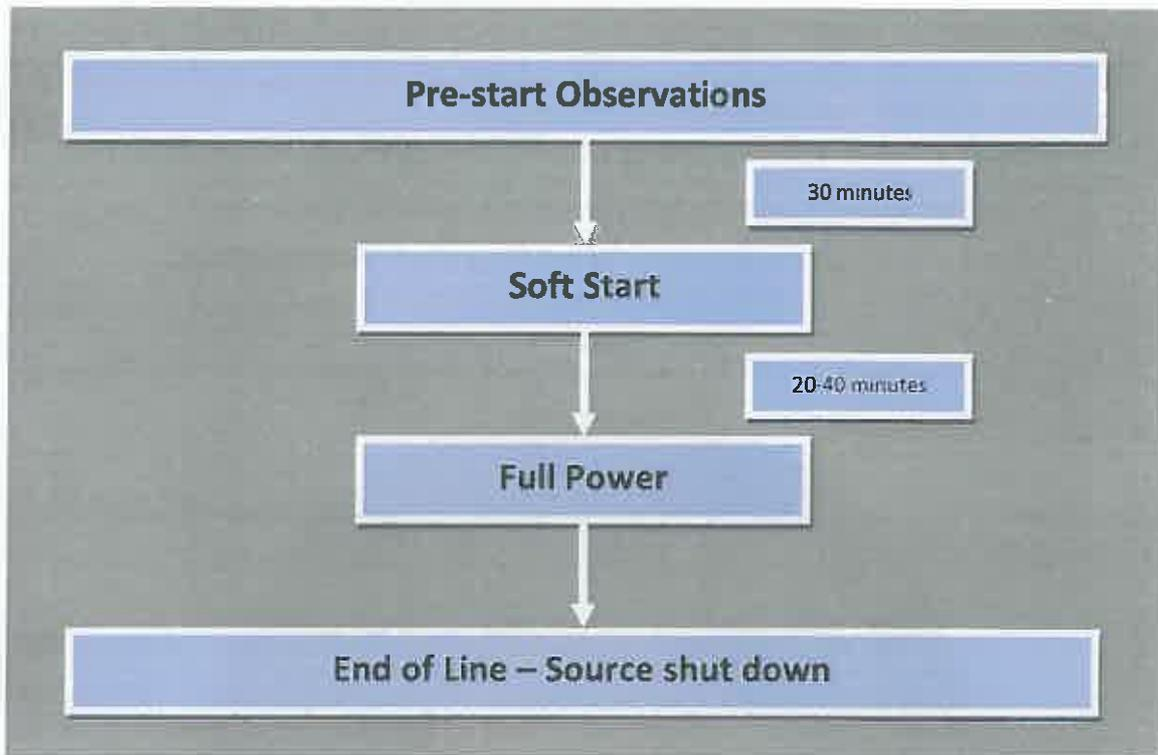 Pre-start Observations
30 minutes
Soft Start
20-40 minutes
Full Power
End of Line – Source shut down